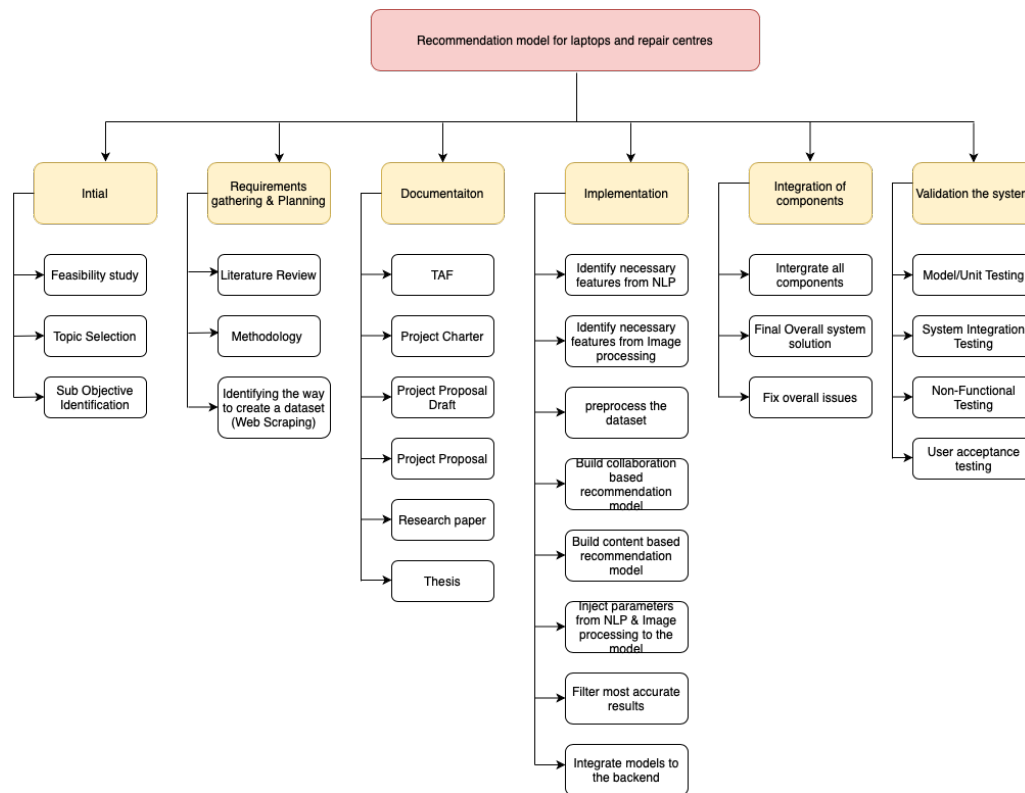 Recommendation model for laptops and repair centres
Intial
Feasibility study
Topic Selection
Sub Objective
Identification
Requirements
gathering & Planning
Literature Review
Methodology
Identifying the way
to create a dataset
(Web Scraping)
Documentaiton
TAF
Project Charter
Project Proposal
Draft
Project Proposal
Research paper
Thesis
Implementation
Identify necessary
features from NLP
Identify necessary
features from Image
processing
preprocess the
dataset
Build collaboration
based
recommendation
model
Build content based
recommendation
model
Inject parameters
from NLP & Image
processing to the
model
Filter most accurate
results
Integrate models to
the backend
Integration of
components
Intergrate all
components
Final Overall system
solution
Fix overall issues
Validation the system
Model/Unit Testing
System Integration
Testing
Non-Functional
Testing
User acceptance
testing